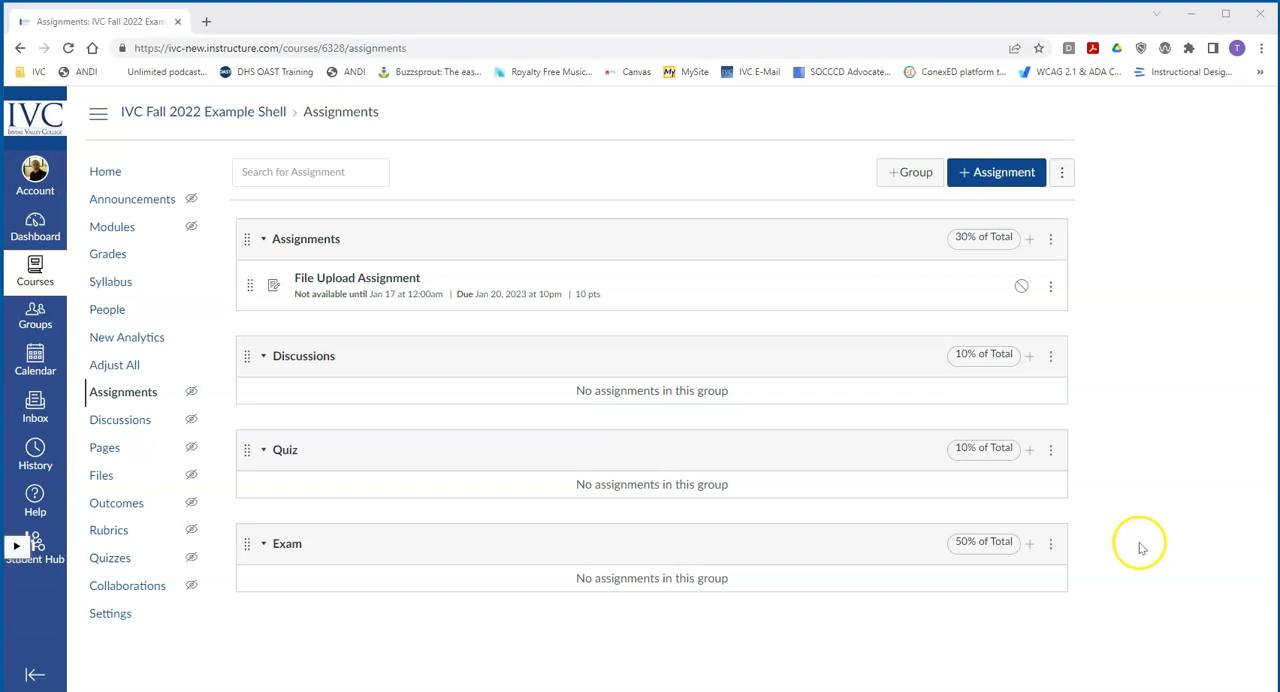 Assignments: IVC Fall 2022 Exam
https://ivc-new.instructure.com/courses/6328/assignments
IVC
ANDI
Unlimited podcast...
DHS OAST Training
ANDI
Buzzsprout: The eas...
Royalty Free Music...
Canvas
MySite
IVC E-Mail
SOCCCD Advocate...
ConexED platform t...
WCAG 2.1 & ADA C...
Instructional Desig...
»
IVC
IRVINE VALLEY COLLEGE
Account
Dashboard
Courses
Groups
Calendar
Inbox
History
Help
Student Hub
IVC Fall 2022 Example Shell › Assignments
Home
Announcements
Modules
Grades
Syllabus
People
New Analytics
Adjust All
Assignments
Discussions
Pages
Files
Outcomes
Rubrics
Quizzes
Collaborations
Settings
Search for Assignment
+Group
+ Assignment
Assignments
30% of Total
File Upload Assignment
Not available until Jan 17 at 12:00am | Due Jan 20, 2023 at 10pm | 10 pts
Discussions
10% of Total
No assignments in this group
Quiz
10% of Total
No assignments in this group
Exam
50% of Total
No assignments in this group